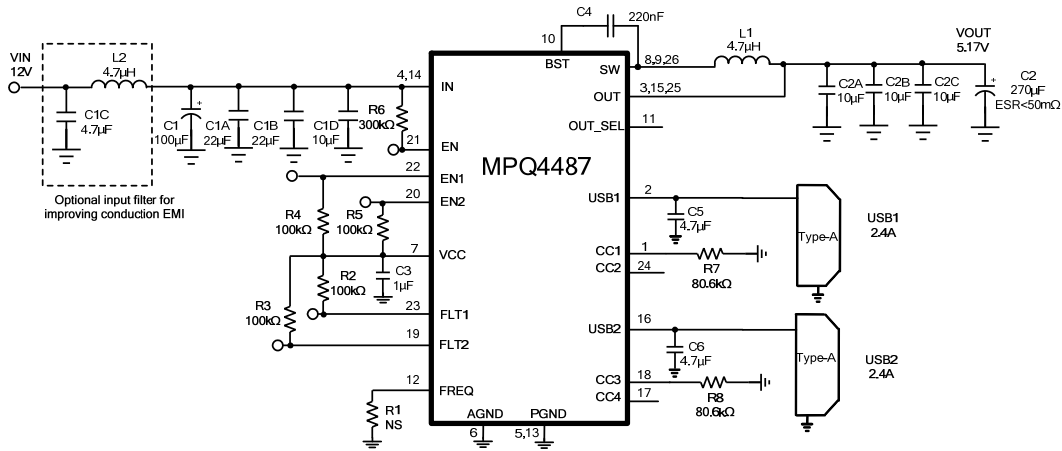 C4
220nF
10
BST
VIN
12V
L2
4.7µH
C1C
4.7µF
Optional input filter for
improving conduction EMI
C1
100µF
C1A
22µF
C1B
22µF
C1D
10µF
R6
300kΩ
4,14
IN
21
EN
22
EN1
20
EN2
R4
100kΩ
R5
100kΩ
7
VCC
C3
1µF
R2
100kΩ
R3
100kΩ
23
FLT1
19
FLT2
12
FREQ
R1
NS
AGND
6
PGND
5,13
MPQ4487
SW
8,9,26
L1
4.7µH
VOUT
5.17V
OUT
3,15,25
C2A
10µF
C2B
10µF
C2C
10µF
C2
270µF
ESR<50mΩ
OUT_SEL
11
USB1
2
C5
4.7µF
Type-A
USB1
2.4A
CC1
1
R7
80.6kΩ
CC2
24
USB2
16
C6
4.7µF
Type-A
USB2
2.4A
CC3
18
R8
80.6kΩ
CC4
17